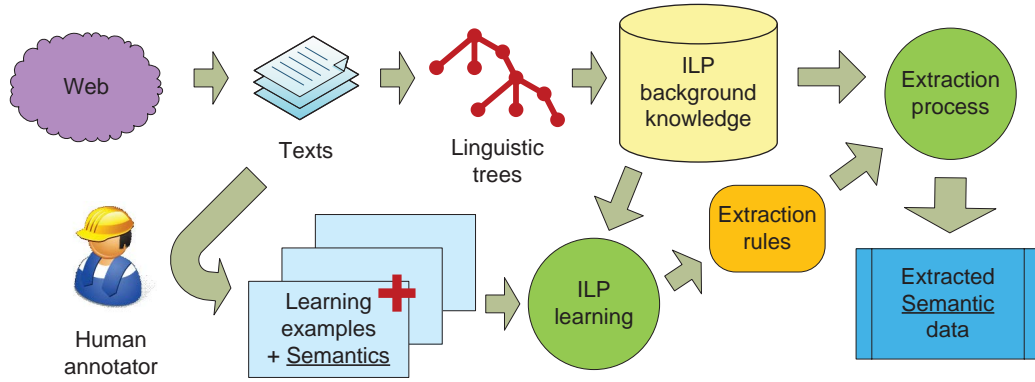 Web
Texts
Linguistic
trees
ILP
background
knowledge
Extraction
process
Human
annotator
Learning
examples
+ Semantics
ILP
learning
Extraction
rules
Extracted
Semantic
data